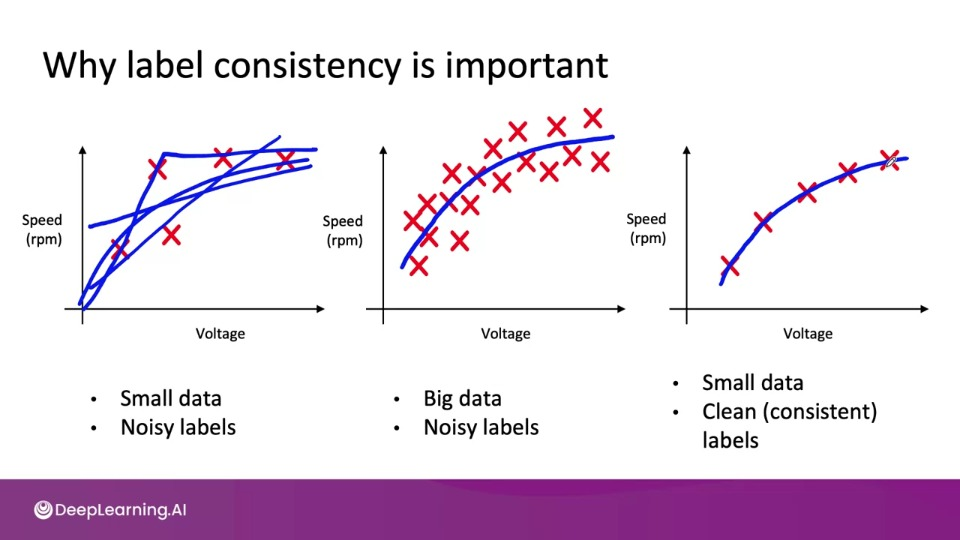 Why label consistency is important
Speed
(rpm)
Voltage
Speed
(rpm)
Voltage
Speed
(rpm)
Voltage
• Small data
• Noisy labels
• Big data
• Noisy labels
• Small data
• Clean (consistent)
labels
DeepLearning.AI